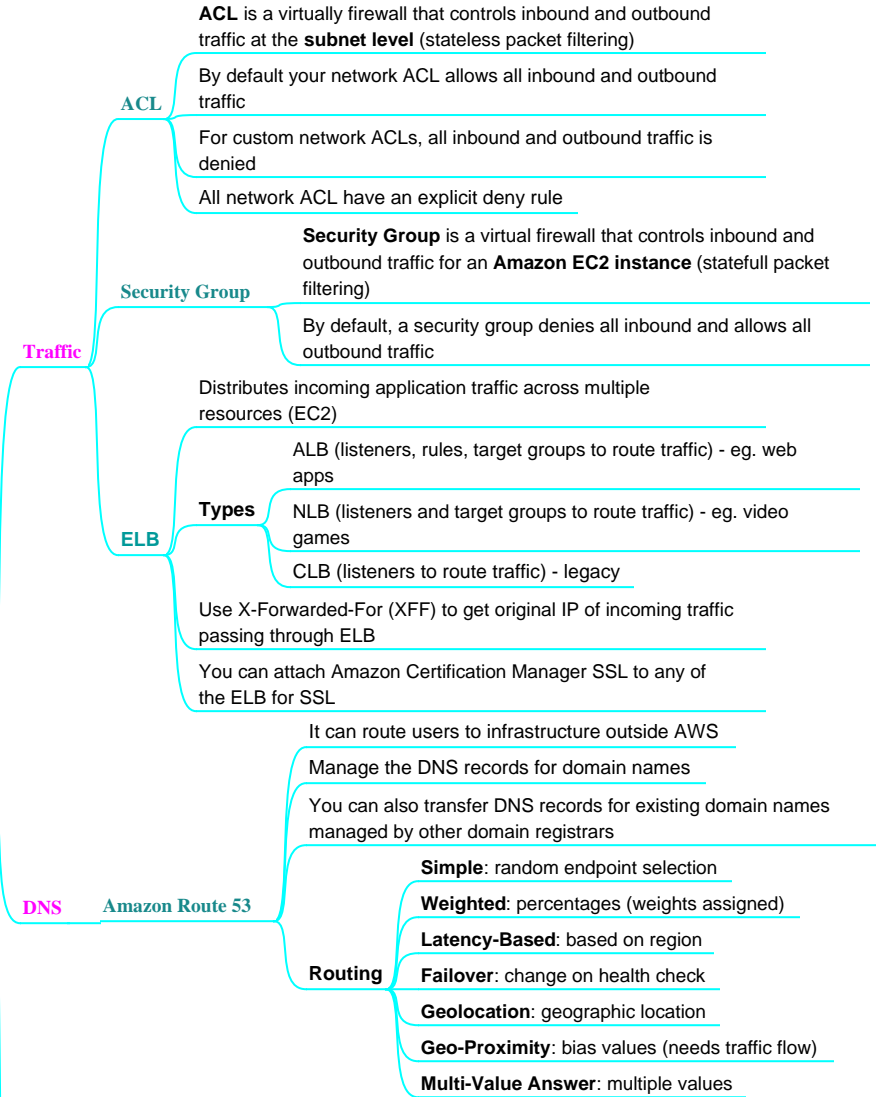 ACL is a virtually firewall that controls inbound and outbound
traffic at the subnet level (stateless packet filtering)
By default your network ACL allows all inbound and outbound
traffic
ACL
For custom network ACLs, all inbound and outbound traffic is
denied
All network ACL have an explicit deny rule
Security Group is a virtual firewall that controls inbound and
outbound traffic for an Amazon EC2 instance (statefull packet
filtering)
Security Group
By default, a security group denies all inbound and allows all
outbound traffic
Traffic
Distributes incoming application traffic across multiple
resources (EC2)
ALB (listeners, rules, target groups to route traffic) - eg. web
apps
Types
NLB (listeners and target groups to route traffic) - eg. video
games
ELB
CLB (listeners to route traffic) - legacy
Use X-Forwarded-For (XFF) to get original IP of incoming traffic
passing through ELB
You can attach Amazon Certification Manager SSL to any of
the ELB for SSL
It can route users to infrastructure outside AWS
Manage the DNS records for domain names
You can also transfer DNS records for existing domain names
managed by other domain registrars
DNS
Amazon Route 53
Simple: random endpoint selection
Weighted: percentages (weights assigned)
Latency-Based: based on region
Routing
Failover: change on health check
Geolocation: geographic location
Geo-Proximity: bias values (needs traffic flow)
Multi-Value Answer: multiple values